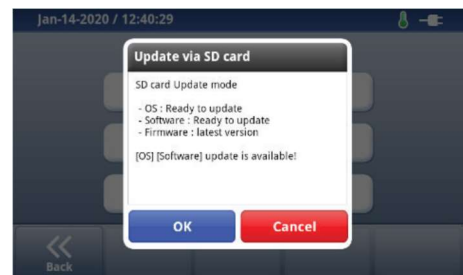 Jan-14-2020 / 12:40:29
Update via SD card
SD card Update mode
- OS : Ready to update
- Software : Ready to update
- Firmware : latest version
[OS] [Software] update is available!
OK Cancel
Back